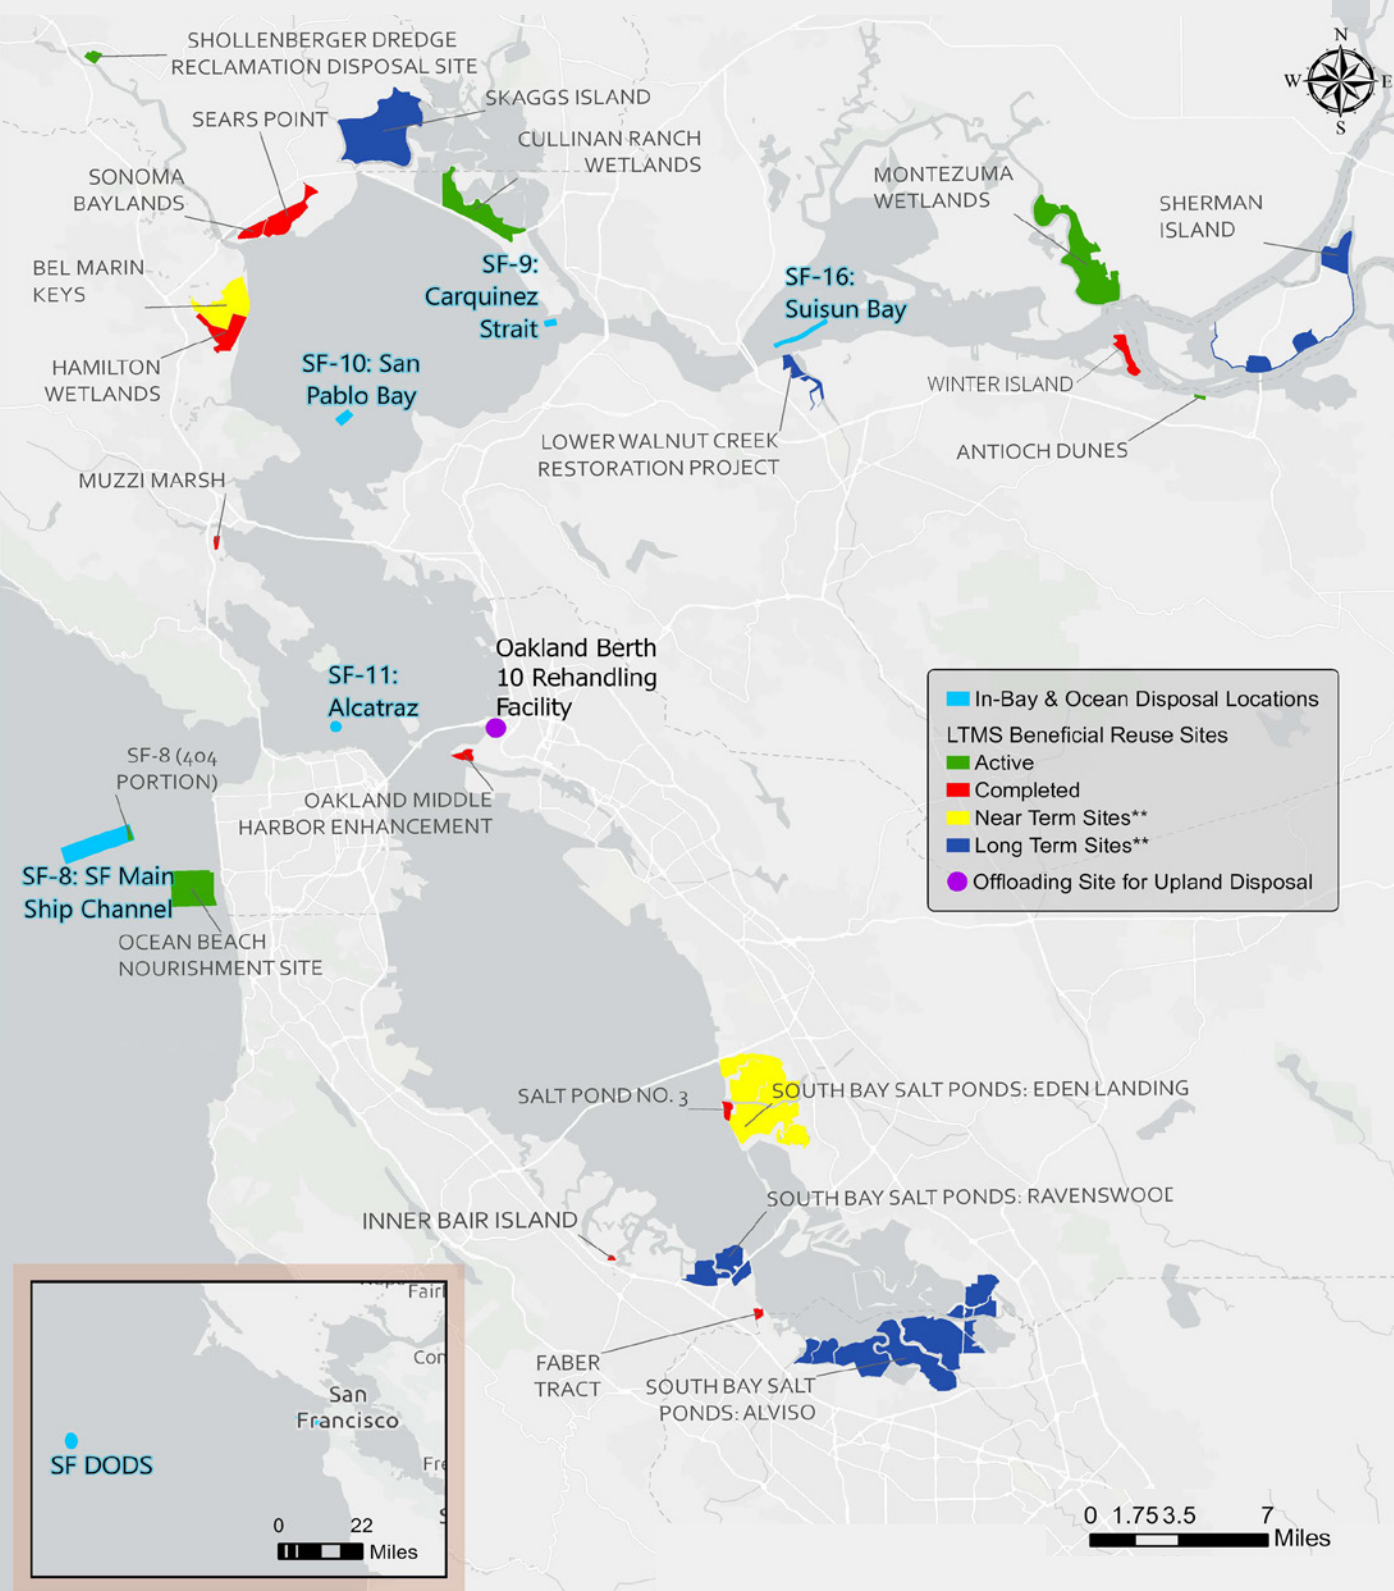 N
W
E
S
SHOLLENBERGER DREDGE
RECLAMATION DISPOSAL SITE
SKAGGS ISLAND
SEARS POINT
CULLINAN RANCH
WETLANDS
SONOMA
BAYLANDS
MONTEZUMA
WETLANDS
SHERMAN
ISLAND
BEL MARIN
KEYS
SF-9:
Carquinez
Strait
SF-16:
Suisun Bay
HAMILTON
WETLANDS
SF-10: San
Pablo Bay
WINTER ISLAND
LOWER WALNUT CREEK
RESTORATION PROJECT
ANTIOCH DUNES
MUZZI MARSH
Oakland Berth
10 Rehandling
Facility
SF-11:
Alcatraz
In-Bay & Ocean Disposal Locations
LTMS Beneficial Reuse Sites
Active
Completed
Near Term Sites**
Long Term Sites**
Offloading Site for Upland Disposal
SF-8 (404
PORTION)
OAKLAND MIDDLE
HARBOR ENHANCEMENT
SF-8: SF Main
Ship Channel
OCEAN BEACH
NOURISHMENT SITE
SALT POND NO. 3
SOUTH BAY SALT PONDS: EDEN LANDING
SOUTH BAY SALT PONDS: RAVENSWOOD
INNER BAIR ISLAND
FABER
TRACT
SOUTH BAY SALT
PONDS: ALVISO
San
Francisco
SF DODS
0 22
Miles
0 1.75 3.5 7
Miles